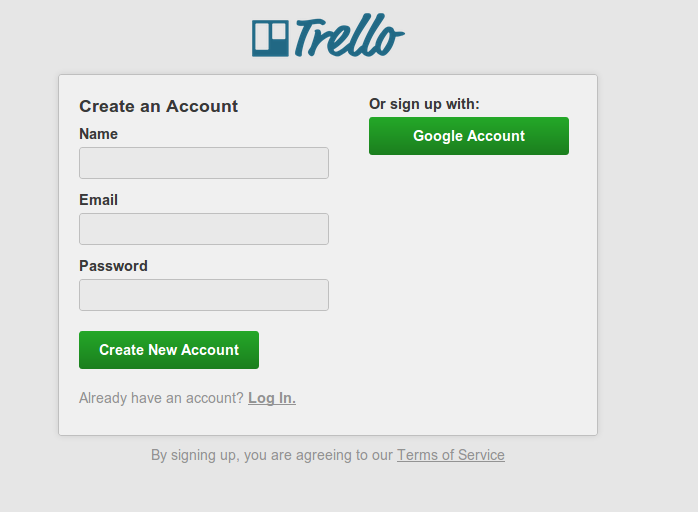 Trello
Create an Account
Name
Email
Password
Create New Account
Already have an account? Log In.
Or sign up with:
Google Account
By signing up, you are agreeing to our Terms of Service